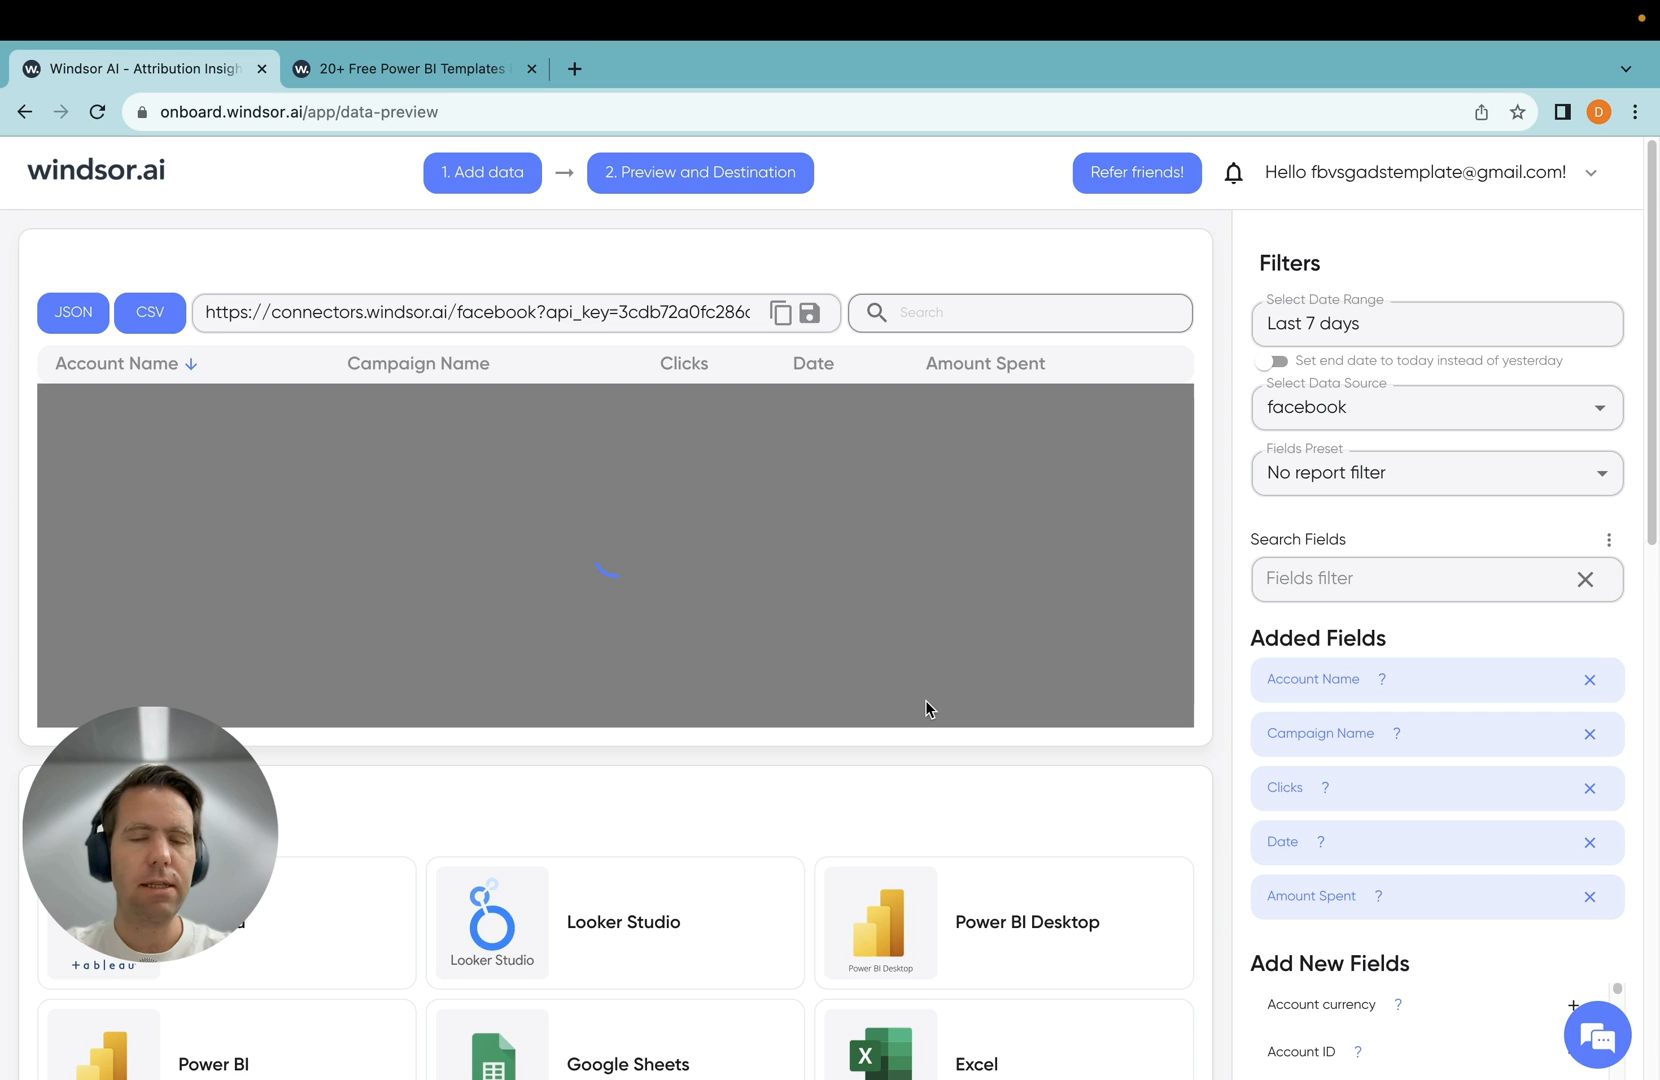 Windsor AI - Attribution Insigh
20+ Free Power BI Templates
onboard.windsor.ai/app/data-preview
D
windsor.ai
1. Add data
2. Preview and Destination
Refer friends!
Hello fbvsgadstemplate@gmail.com!
JSON
CSV
https://connectors.windsor.ai/facebook?api_key=3cdb72a0fc286c
Search
Account Name
Campaign Name
Clicks
Date
Amount Spent
Filters
Select Date Range
Last 7 days
Set end date to today instead of yesterday
Select Data Source
facebook
Fields Preset
No report filter
Search Fields
Fields filter
Added Fields
Account Name ?
Campaign Name ?
Clicks ?
Date ?
Amount Spent ?
Add New Fields
Account currency ?
Account ID ?
+ableau
Looker Studio
Looker Studio
Power BI Desktop
Power BI Desktop
Power BI
Google Sheets
X
Excel